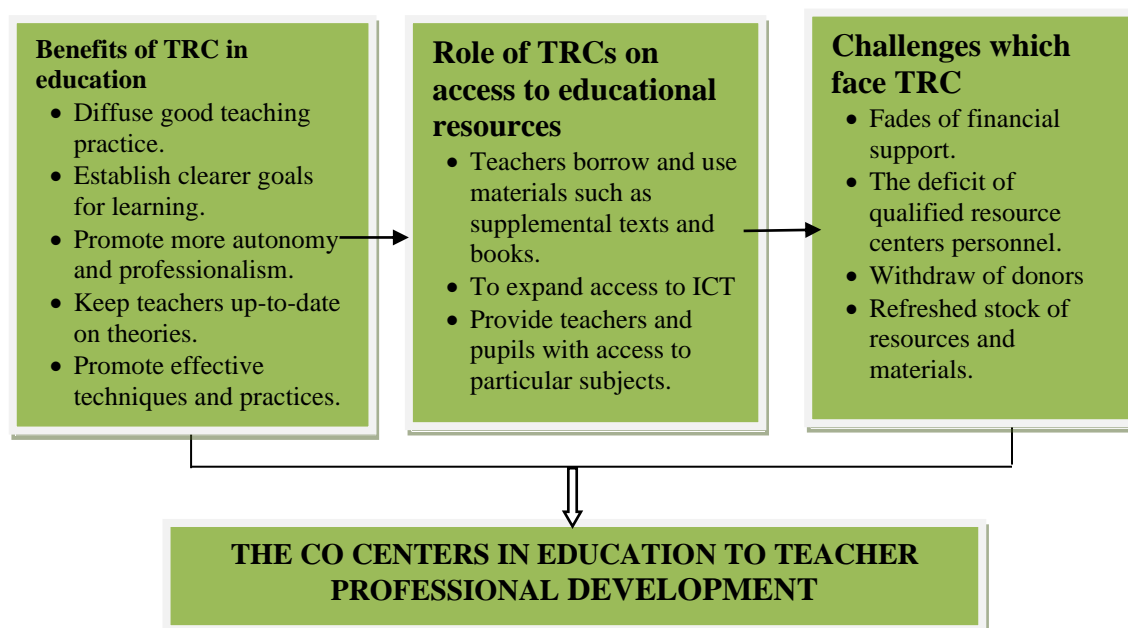 Benefits of TRC in
education
• Diffuse good teaching
practice.
• Establish clearer goals
for learning.
• Promote more autonomy
and professionalism.
• Keep teachers up-to-date
on theories.
• Promote effective
techniques and practices.
Role of TRCs on
access to educational
resources
• Teachers borrow and use
materials such as
supplemental texts and
books.
• To expand access to ICT
• Provide teachers and
pupils with access to
particular subjects.
Challenges which
face TRC
• Fades of financial
support.
• The deficit of
qualified resource
centers personnel.
• Withdraw of donors
• Refreshed stock of
resources and
materials.
THE CO CENTERS IN EDUCATION TO TEACHER
PROFESSIONAL DEVELOPMENT